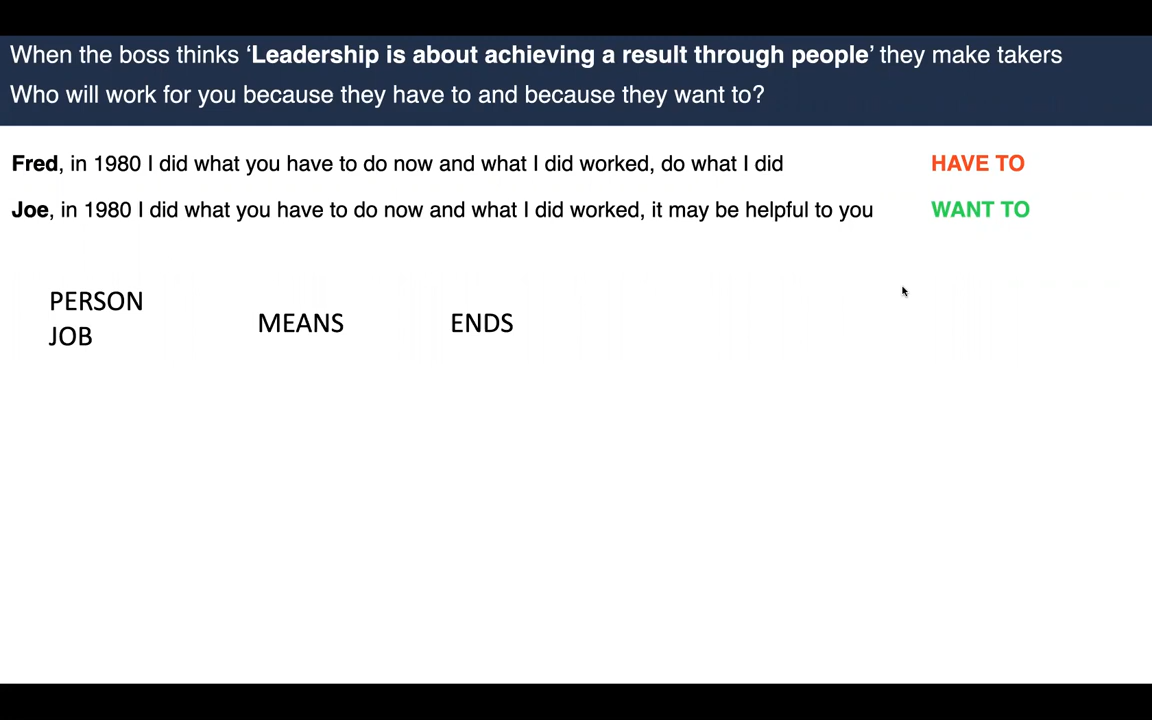 When the boss thinks ‘Leadership is about achieving a result through people’ they make takers
Who will work for you because they have to and because they want to?
Fred, in 1980 I did what you have to do now and what I did worked, do what I did HAVE TO
Joe, in 1980 I did what you have to do now and what I did worked, it may be helpful to you WANT TO
PERSON
JOB
MEANS
ENDS